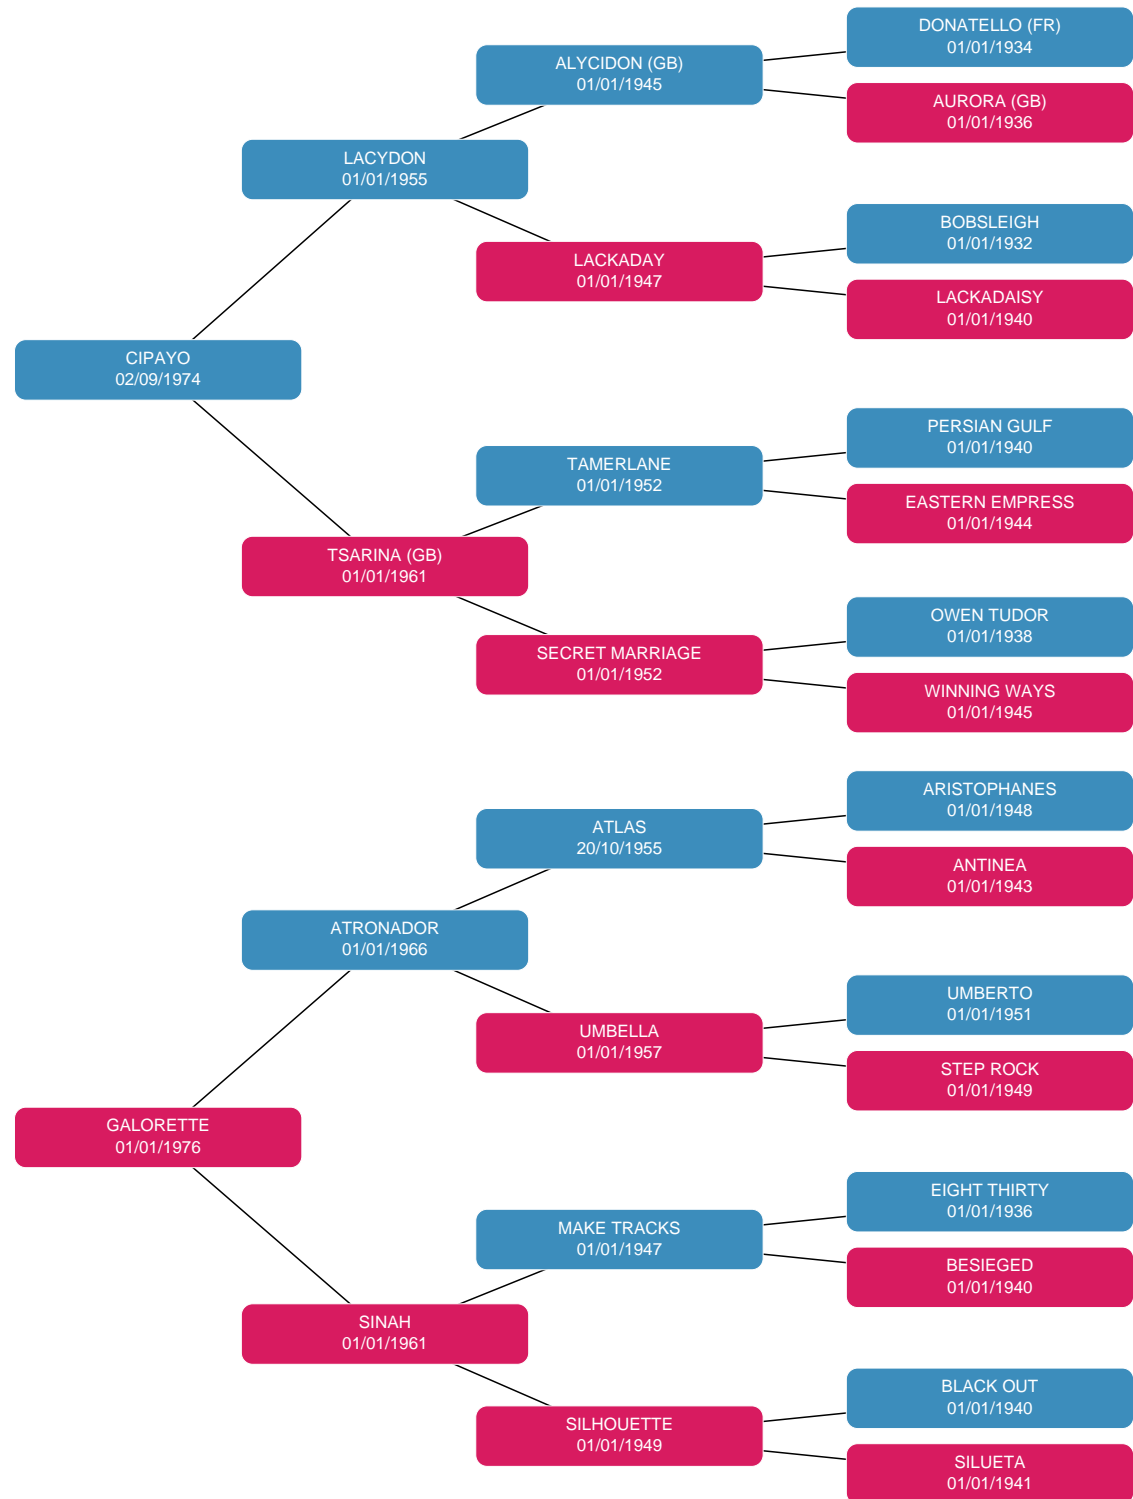 DONATELLO (FR)
01/01/1934
ALYCIDON (GB)
01/01/1945
AURORA (GB)
01/01/1936
LACYDON
01/01/1955
BOBSLEIGH
01/01/1932
LACKADAY
01/01/1947
LACKADAISY
01/01/1940
CIPAYO
02/09/1974
PERSIAN GULF
01/01/1940
TAMERLANE
01/01/1952
EASTERN EMPRESS
01/01/1944
TSARINA (GB)
01/01/1961
OWEN TUDOR
01/01/1938
SECRET MARRIAGE
01/01/1952
WINNING WAYS
01/01/1945
ARISTOPHANES
01/01/1948
ATLAS
20/10/1955
ANTINEA
01/01/1943
ATRONADOR
01/01/1966
UMBERTO
01/01/1951
UMBELLA
01/01/1957
STEP ROCK
01/01/1949
GALORETTE
01/01/1976
EIGHT THIRTY
01/01/1936
MAKE TRACKS
01/01/1947
BESIEGED
01/01/1940
SINAH
01/01/1961
BLACK OUT
01/01/1940
SILHOUETTE
01/01/1949
SILUETA
01/01/1941